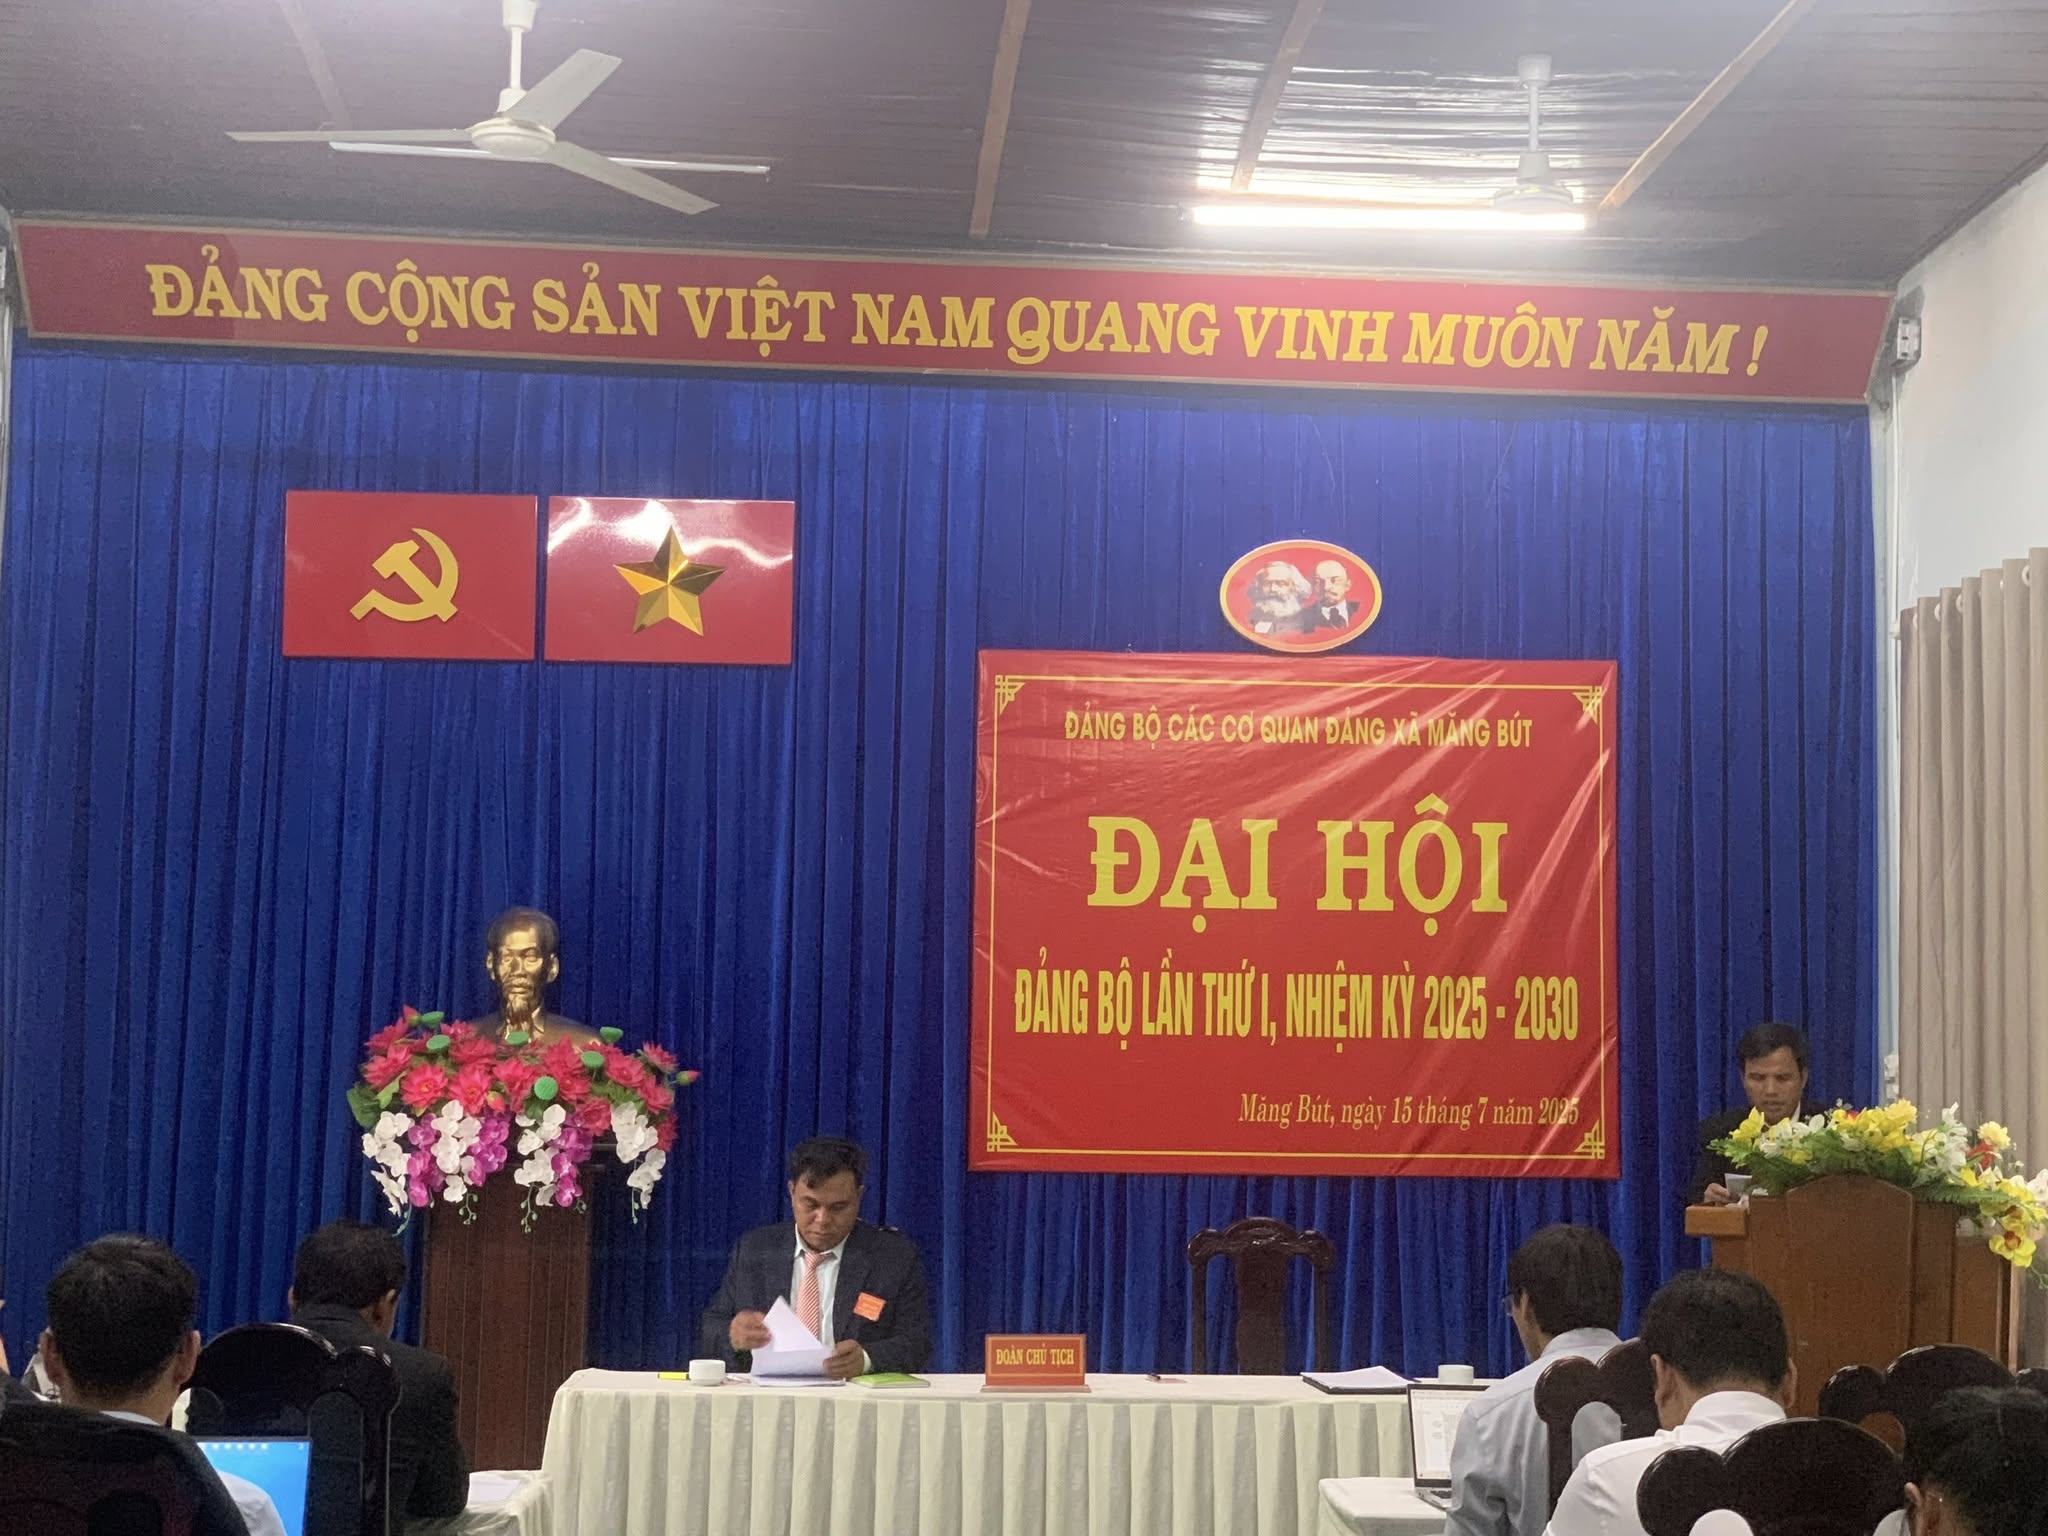 ĐẢNG CỘNG SẢN VIỆT NAM QUANG VINH MUÔN NĂM !
ĐẢNG BỘ CÁC CƠ QUAN ĐẢNG XÃ MĂNG BÚT
ĐẠI HỘI
ĐẢNG BỘ LẦN THỨ I, NHIỆM KỲ 2025 - 2030
Măng Bút, ngày 15 tháng 7 năm 2025
ĐOÀN CHỦ TỊCH